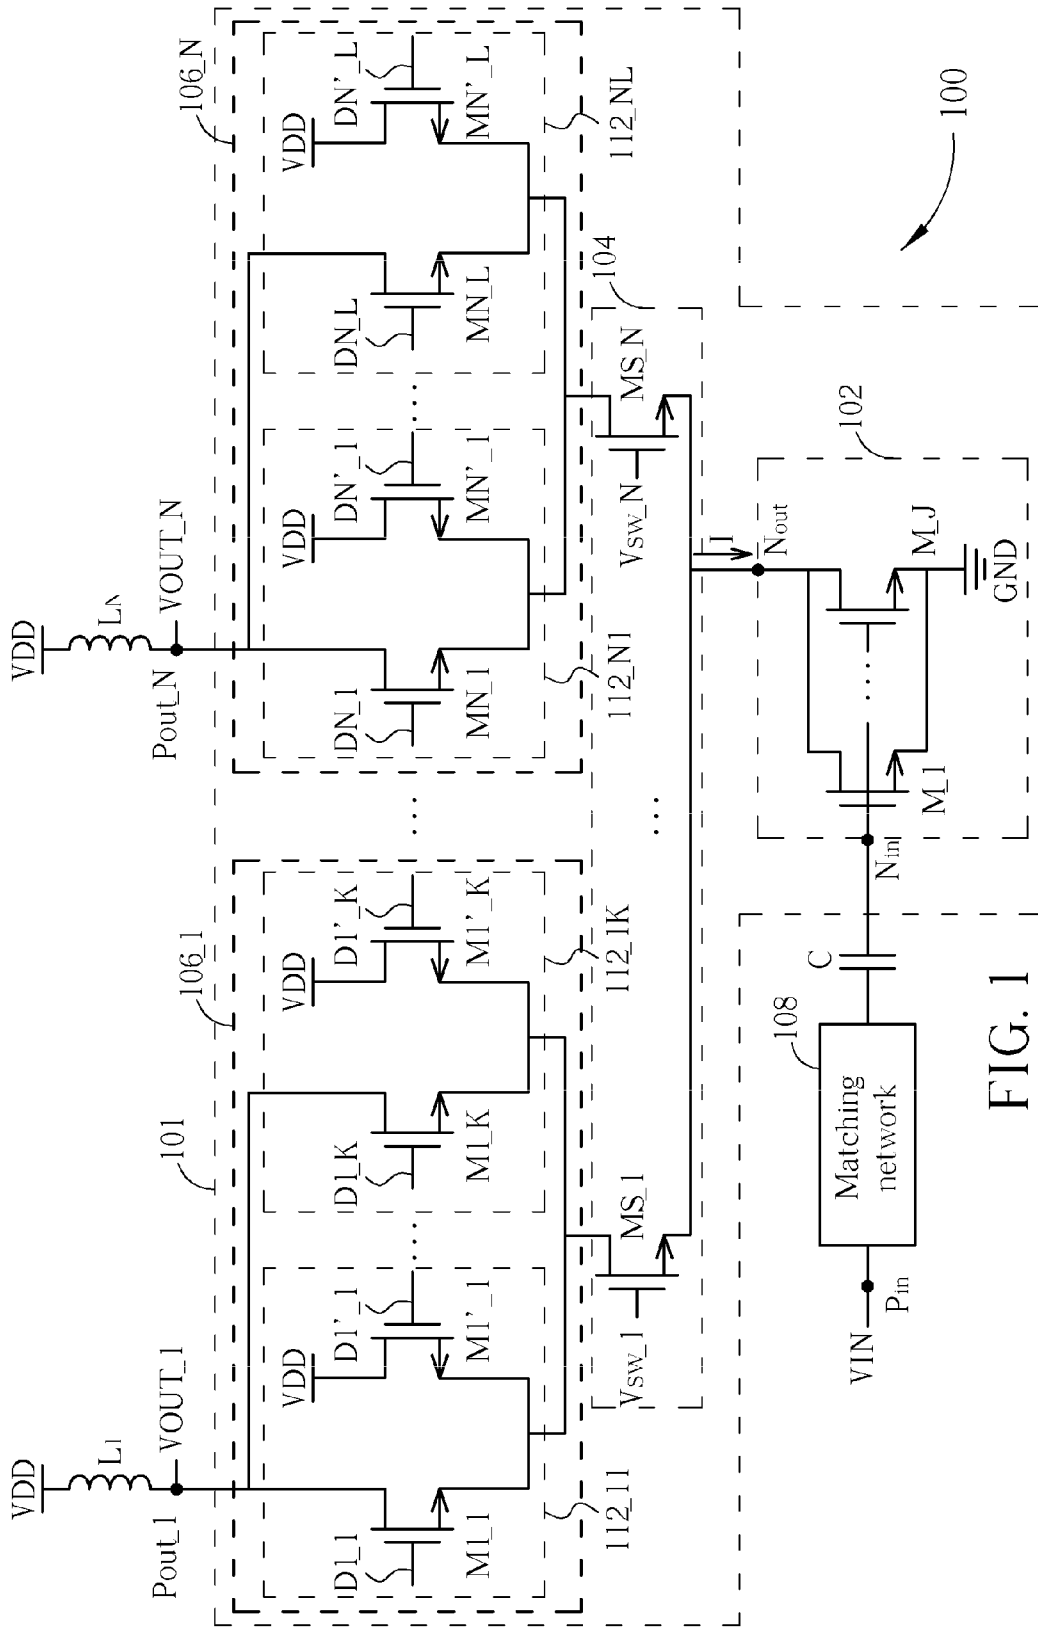 VDD
L1
Pout_1
VOUT_1
101
106_1
VDD
LN
Pout_N
VOUT_N
106_N
D1_1
M1_1
VDD
D1'_1
M1'_1
112_11
...
D1_K
M1_K
VDD
D1'_K
M1'_K
112_1K
...
DN_1
MN_1
VDD
DN'_1
MN'_1
112_N1
...
DN_L
MN_L
VDD
DN'_L
MN'_L
112_NL
Vsw_1
MS_1
...
Vsw_N
MS_N
104
I
Nout
102
M_1
...
M_J
GND
Nin
C
108
Matching
network
VIN
Pin
100
FIG. 1